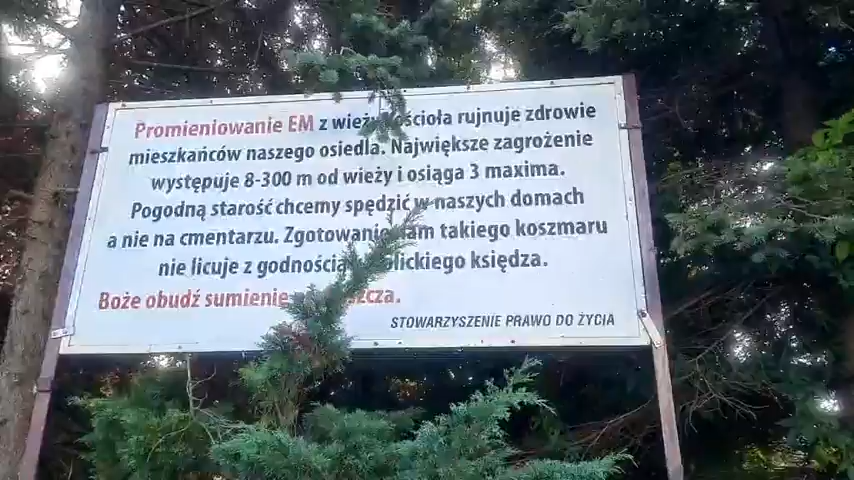 Promieniowanie EM z wieży kościoła rujnuje zdrowie
mieszkańców naszego osiedla. Największe zagrożenie
występuje 8-300 m od wieży i osiąga 3 maxima.
Pogodną starość chcemy spędzić w naszych domach
a nie na cmentarzu. Zgotowanie nam takiego koszmaru
nie licuje z godnością księdza.
Boże obudź sumienie
STOWARZYSZENIE PRAWO DO ŻYCIA